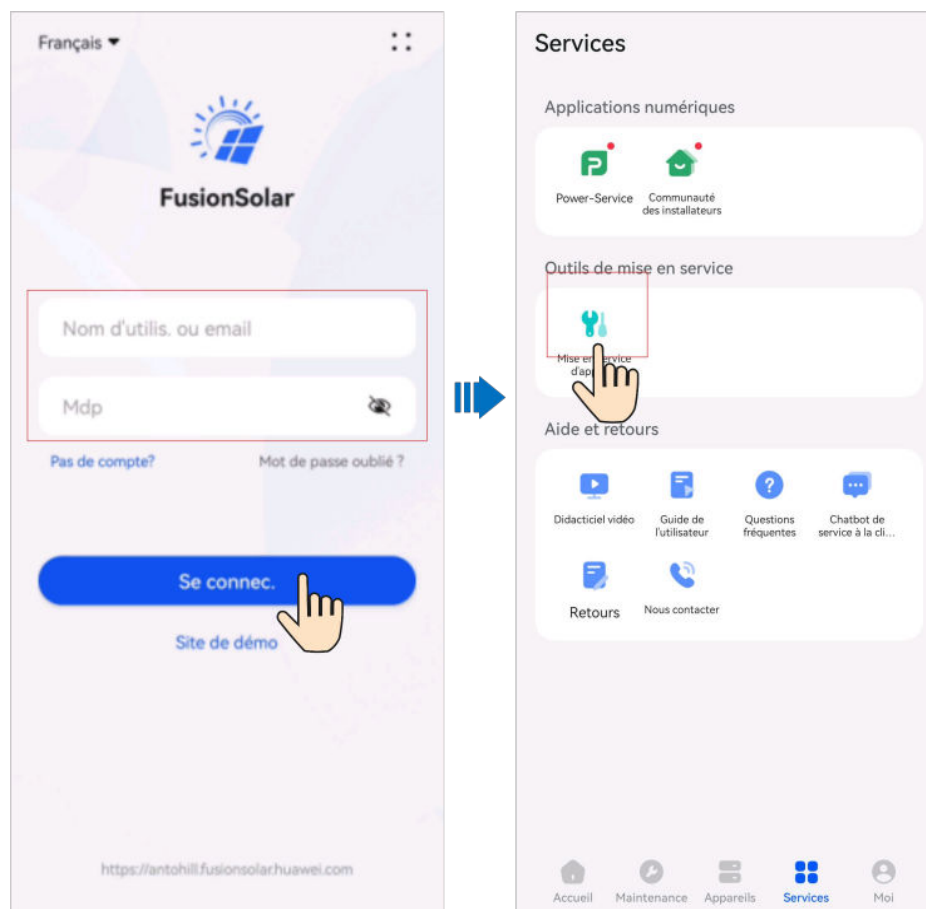 Français
FusionSolar
Nom d'utilis. ou email
Mdp
Pas de compte?
Mot de passe oublié ?
Se connec.
Site de démo
https://antohill.fusionsolar.huawei.com
Services
Applications numériques
Power-Service
Communauté
des installateurs
Outils de mise en service
Mise en service
Aide et retours
Didacticiel vidéo
Guide de
l'utilisateur
Questions
fréquentes
Chatbot de
service à la cli...
Retours
Nous contacter
Accueil
Maintenance
Appareils
Services
Moi